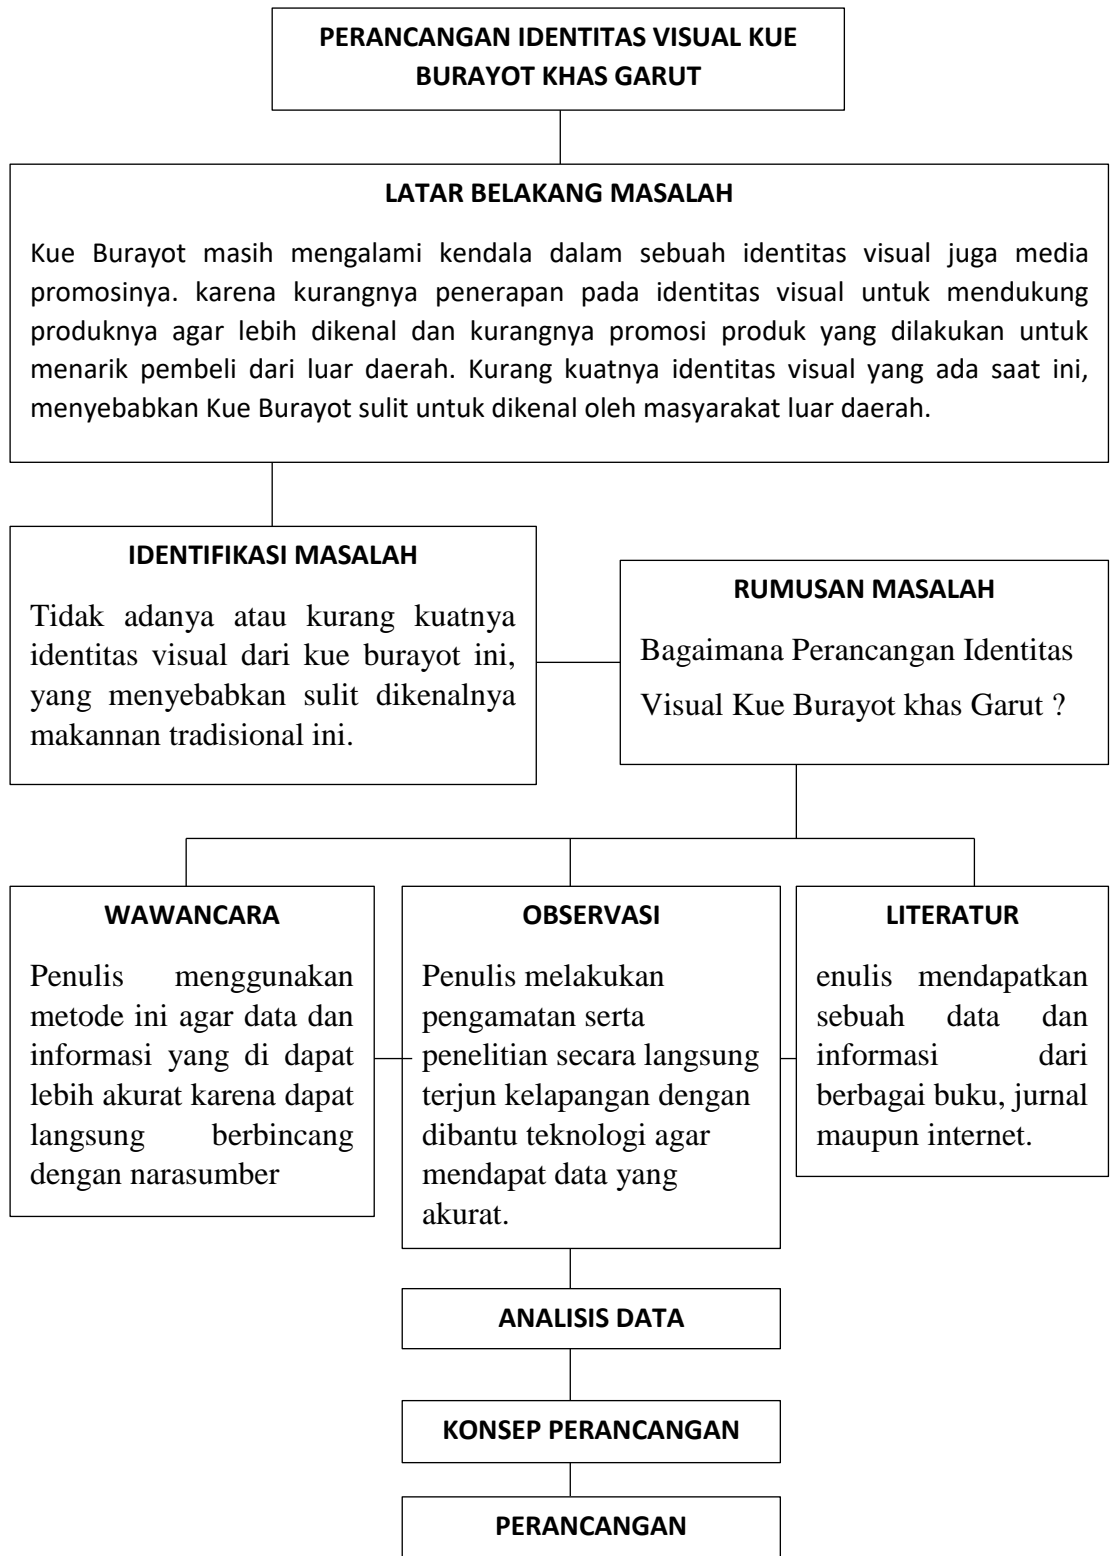 PERANCANGAN IDENTITAS VISUAL KUE
BURAYOT KHAS GARUT
LATAR BELAKANG MASALAH
Kue Burayot masih mengalami kendala dalam sebuah identitas visual juga media
promosinya. karena kurangnya penerapan pada identitas visual untuk mendukung
produknya agar lebih dikenal dan kurangnya promosi produk yang dilakukan untuk
menarik pembeli dari luar daerah. Kurang kuatnya identitas visual yang ada saat ini,
menyebabkan Kue Burayot sulit untuk dikenal oleh masyarakat luar daerah.
IDENTIFIKASI MASALAH
Tidak adanya atau kurang kuatnya
identitas visual dari kue burayot ini,
yang menyebabkan sulit dikenalnya
makannan tradisional ini.
RUMUSAN MASALAH
Bagaimana Perancangan Identitas
Visual Kue Burayot khas Garut ?
WAWANCARA
Penulis menggunakan
metode ini agar data dan
informasi yang di dapat
lebih akurat karena dapat
langsung berbincang
dengan narasumber
OBSERVASI
Penulis melakukan
pengamatan serta
penelitian secara langsung
terjun kelapangan dengan
dibantu teknologi agar
mendapat data yang
akurat.
LITERATUR
enulis mendapatkan
sebuah data dan
informasi dari
berbagai buku, jurnal
maupun internet.
ANALISIS DATA
KONSEP PERANCANGAN
PERANCANGAN